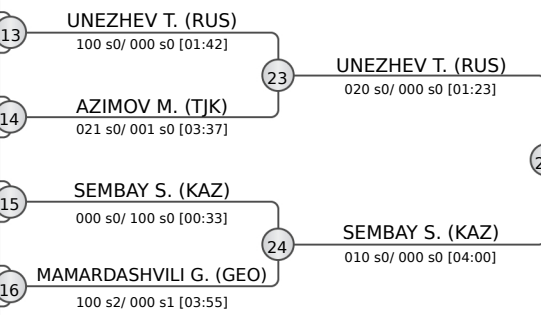 13
UNEZHEV T. (RUS)
100 s0/ 000 s0 [01:42]
23
UNEZHEV T. (RUS)
020 s0/ 000 s0 [01:23]
14
AZIMOV M. (TJK)
021 s0/ 001 s0 [03:37]
15
SEMBAY S. (KAZ)
000 s0/ 100 s0 [00:33]
24
SEMBAY S. (KAZ)
010 s0/ 000 s0 [04:00]
16
MAMARDASHVILI G. (GEO)
100 s2/ 000 s1 [03:55]